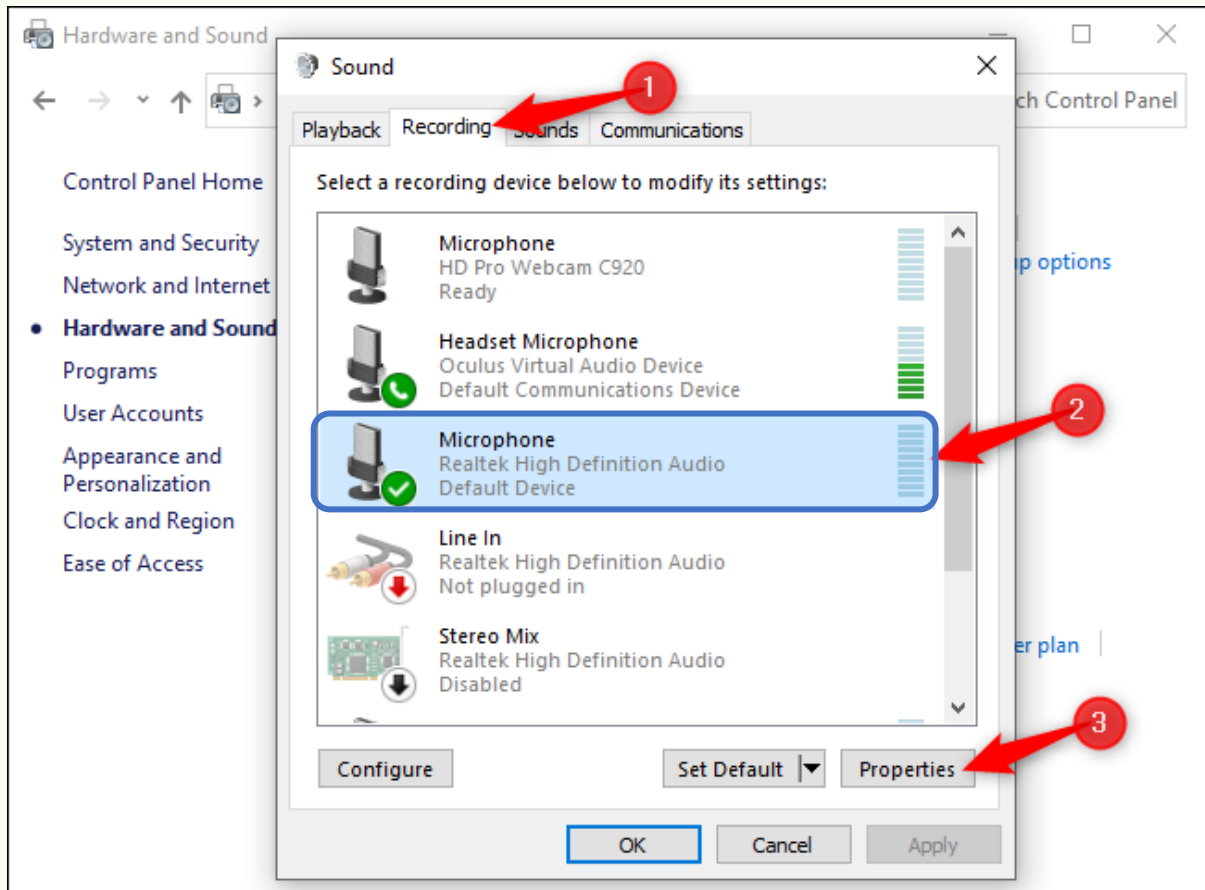 Hardware and Sound
Sound
ch Control Panel
1
Playback
Recording
Sounds
Communications
Control Panel Home
System and Security
Network and Internet
Hardware and Sound
Programs
User Accounts
Appearance and
Personalization
Clock and Region
Ease of Access
Select a recording device below to modify its settings:
Microphone
HD Pro Webcam C920
Ready
Headset Microphone
Oculus Virtual Audio Device
Default Communications Device
Microphone
Realtek High Definition Audio
Default Device
2
Line In
Realtek High Definition Audio
Not plugged in
Stereo Mix
Realtek High Definition Audio
Disabled
p options
er plan
3
Configure
Set Default
Properties
OK
Cancel
Apply